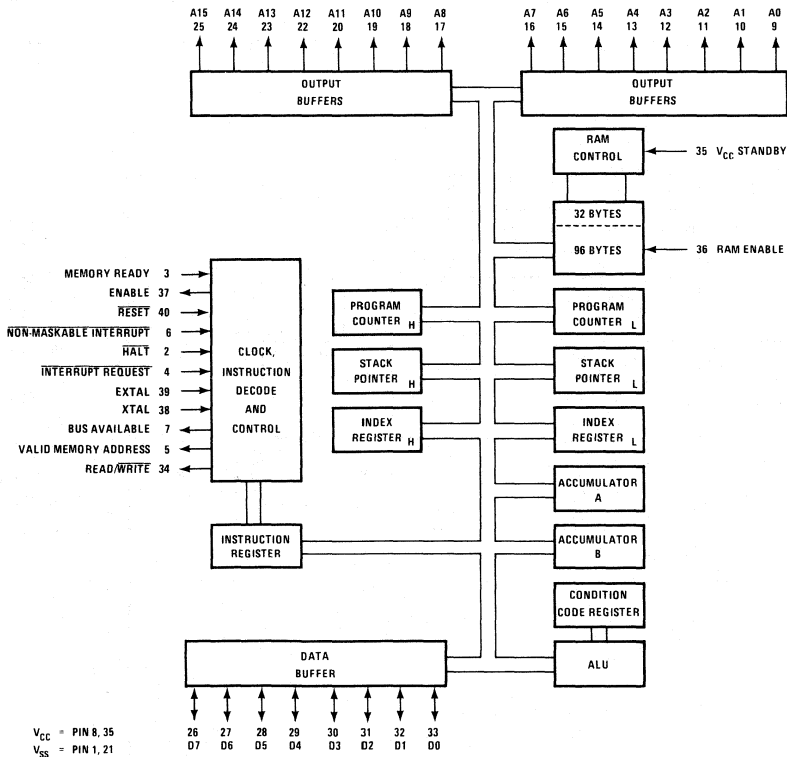 A15 A14 A13 A12 A11 A10 A9 A8 A7 A6 A5 A4 A3 A2 A1 A0
25 24 23 22 20 19 18 17 16 15 14 13 12 11 10 9
OUTPUT
BUFFERS
OUTPUT
BUFFERS
RAM
CONTROL
35 VCC STANDBY
32 BYTES
96 BYTES
36 RAM ENABLE
MEMORY READY 3
ENABLE 37
RESET 40
NON-MASKABLE INTERRUPT 6
HALT 2
INTERRUPT REQUEST 4
EXTAL 39
XTAL 38
BUS AVAILABLE 7
VALID MEMORY ADDRESS 5
READ/WRITE 34
CLOCK,
INSTRUCTION
DECODE
AND
CONTROL
PROGRAM
COUNTER H
PROGRAM
COUNTER L
STACK
POINTER H
STACK
POINTER L
INDEX
REGISTER H
INDEX
REGISTER L
ACCUMULATOR
A
INSTRUCTION
REGISTER
ACCUMULATOR
B
CONDITION
CODE REGISTER
DATA
BUFFER
ALU
26 27 28 29 30 31 32 33
D7 D6 D5 D4 D3 D2 D1 D0
VCC = PIN 8, 35
VSS = PIN 1, 21